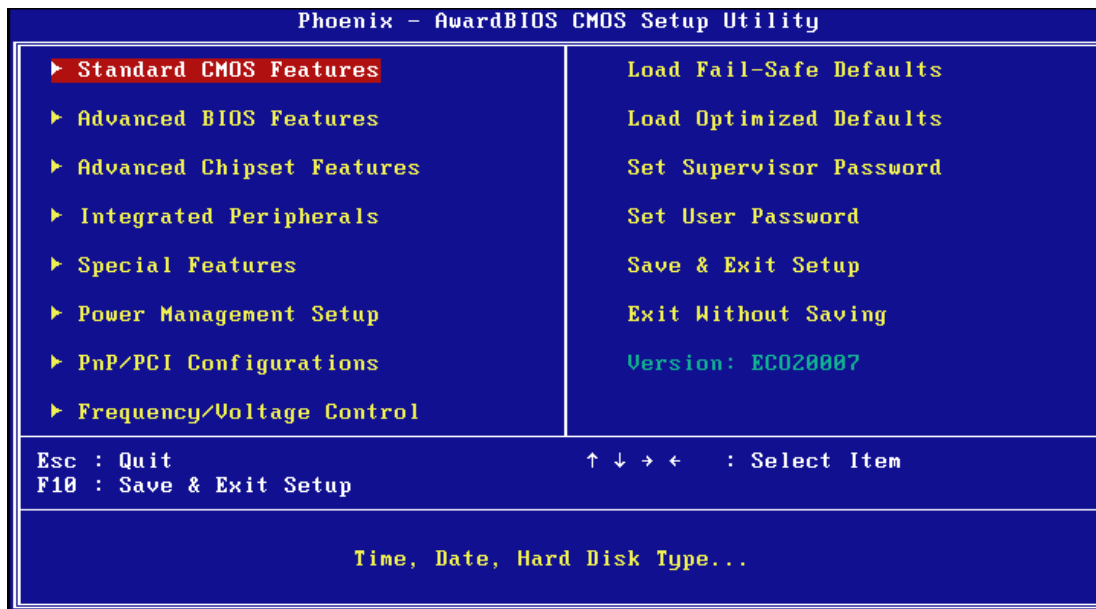 Phoenix - AwardBIOS CMOS Setup Utility
▶ Standard CMOS Features
▶ Advanced BIOS Features
▶ Advanced Chipset Features
▶ Integrated Peripherals
▶ Special Features
▶ Power Management Setup
▶ PnP/PCI Configurations
▶ Frequency/Voltage Control
Load Fail-Safe Defaults
Load Optimized Defaults
Set Supervisor Password
Set User Password
Save & Exit Setup
Exit Without Saving
Version: ECO20007
Esc : Quit
F10 : Save & Exit Setup
↑ ↓ → ← : Select Item
Time, Date, Hard Disk Type...